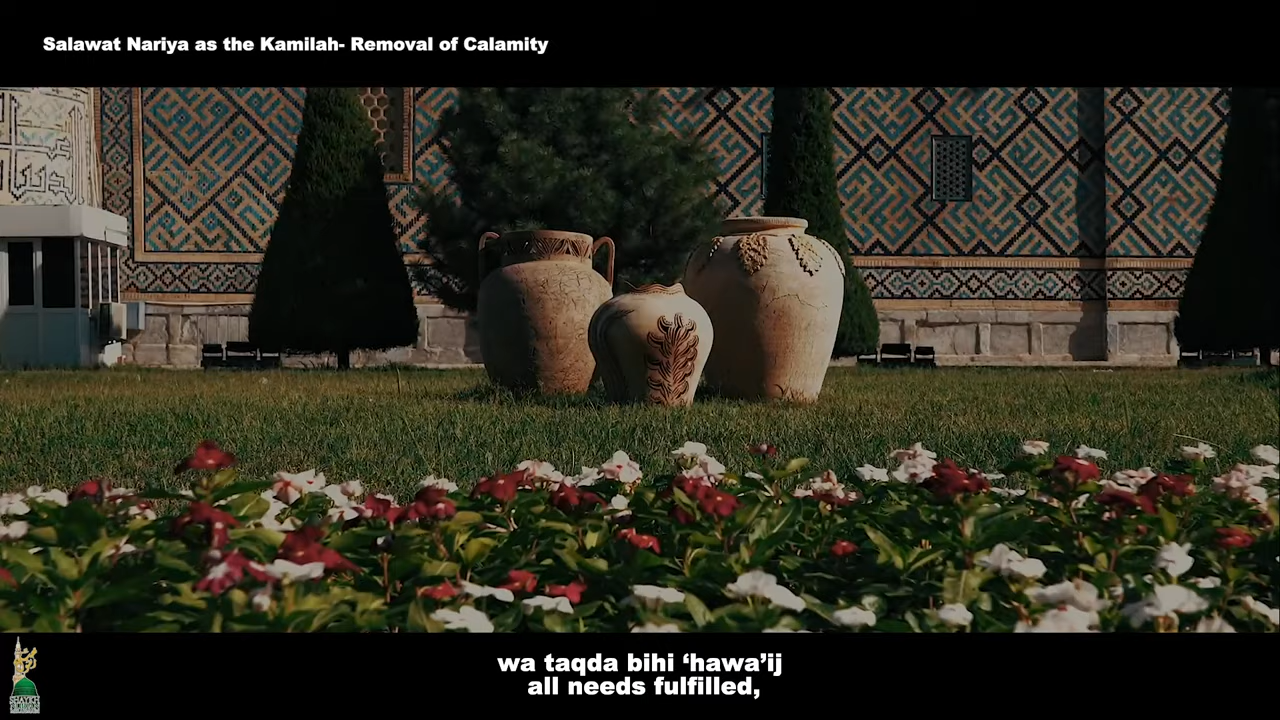 Salawat Nariya as the Kamilah- Removal of Calamity
wa taqda bihi ‘hawa’ij
all needs fulfilled,